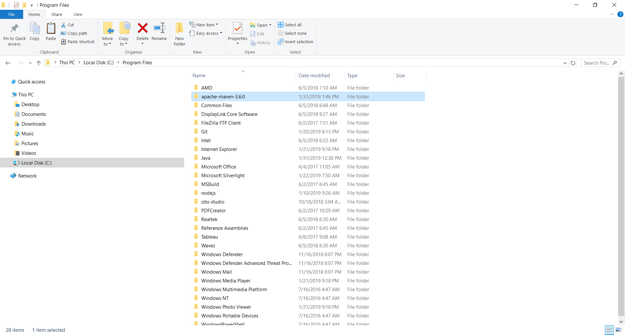 Program Files
File Home Share View
Pin to Quick access
Copy
Paste
Cut
Copy path
Paste shortcut
Clipboard
Move to
Copy to
Delete
Rename
Organize
New folder
New item
Easy access
New
Properties
Open
Edit
History
Open
Select all
Select none
Invert selection
Select
This PC > Local Disk (C:) > Program Files
Search Pro...
Quick access
This PC
Desktop
Documents
Downloads
Music
Pictures
Videos
Local Disk (C:)
Network
Name Date modified Type Size
AMD 6/5/2018 7:10 AM File folder
apache-maven-3.6.0 1/31/2019 1:46 PM File folder
Common Files 6/5/2018 6:48 AM File folder
DisplayLink Core Software 6/5/2018 9:27 AM File folder
FileZilla FTP Client 6/2/2017 7:51 AM File folder
Git 1/29/2019 8:13 PM File folder
Intel 6/5/2018 6:22 AM File folder
Internet Explorer 1/21/2019 9:18 PM File folder
Java 1/31/2019 12:38 PM File folder
Microsoft Office 4/4/2017 11:05 AM File folder
Microsoft Silverlight 1/22/2019 7:50 AM File folder
MSBuild 6/2/2017 6:45 AM File folder
nodejs 1/10/2019 9:26 AM File folder
obs-studio 10/18/2018 5:04 A... File folder
PDFCreator 6/2/2017 10:59 AM File folder
Realtek 6/5/2018 6:30 AM File folder
Reference Assemblies 6/2/2017 6:45 AM File folder
Tableau 6/8/2017 9:08 AM File folder
Waves 6/5/2018 6:30 AM File folder
Windows Defender 11/16/2018 6:07 PM File folder
Windows Defender Advanced Threat Pro... 11/16/2018 6:07 PM File folder
Windows Mail 11/16/2018 6:07 PM File folder
Windows Media Player 1/21/2019 9:18 PM File folder
Windows Multimedia Platform 7/16/2016 4:47 AM File folder
Windows NT 7/16/2016 4:47 AM File folder
Windows Photo Viewer 1/21/2019 9:18 PM File folder
Windows Portable Devices 7/16/2016 4:47 AM File folder
WindowsPowerShell 7/16/2016 4:47 AM File folder
28 items 1 item selected